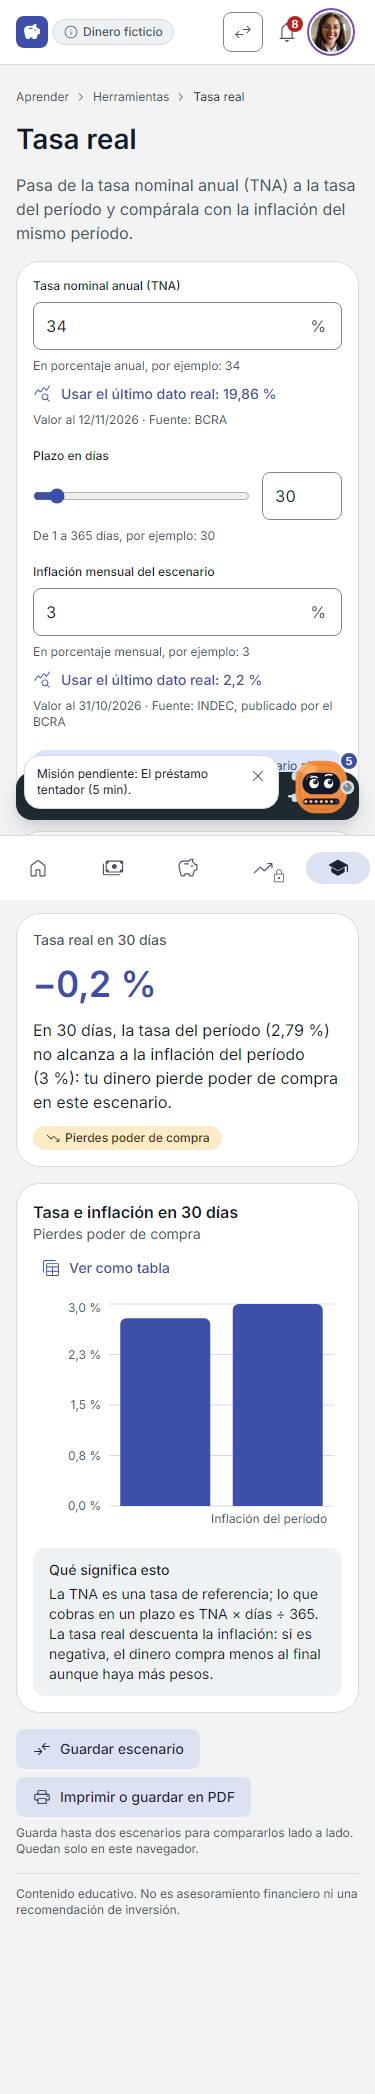 Dinero ficticio
8
Aprender
Herramientas
Tasa real
Tasa real
Pasa de la tasa nominal anual (TNA) a la tasa
del período y compárala con la inflación del
mismo período.
Tasa nominal anual (TNA)
34 %
En porcentaje anual, por ejemplo: 34
Usar el último dato real: 19,86 %
Valor al 12/11/2026 · Fuente: BCRA
Plazo en días
30
De 1 a 365 días, por ejemplo: 30
Inflación mensual del escenario
3 %
En porcentaje mensual, por ejemplo: 3
Usar el último dato real: 2,2 %
Valor al 31/10/2026 · Fuente: INDEC, publicado por el
BCRA
5
Misión pendiente: El préstamo
tentador (5 min).
Tasa real en 30 días
−0,2 %
En 30 días, la tasa del período (2,79 %)
no alcanza a la inflación del período
(3 %): tu dinero pierde poder de compra
en este escenario.
Pierdes poder de compra
Tasa e inflación en 30 días
Pierdes poder de compra
Ver como tabla
3,0 %
2,3 %
1,5 %
0,8 %
0,0 %
Inflación del período
Qué significa esto
La TNA es una tasa de referencia; lo que
cobras en un plazo es TNA × días ÷ 365.
La tasa real descuenta la inflación: si es
negativa, el dinero compra menos al final
aunque haya más pesos.
Guardar escenario
Imprimir o guardar en PDF
Guarda hasta dos escenarios para compararlos lado a lado.
Quedan solo en este navegador.
Contenido educativo. No es asesoramiento financiero ni una
recomendación de inversión.